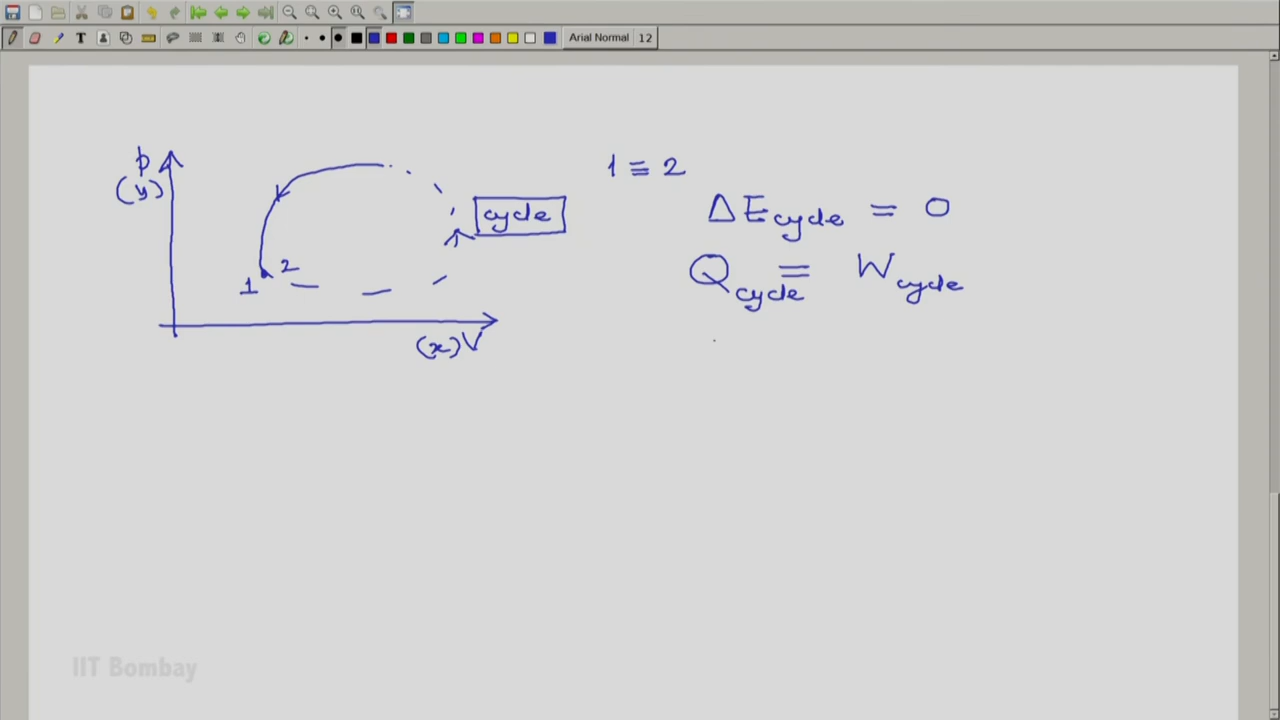 Arial Normal 12
p
(y)
1 ≡ 2
cycle
ΔE_cycle = 0
Q_cycle = W_cycle
1 2
(x) V
IIT Bombay